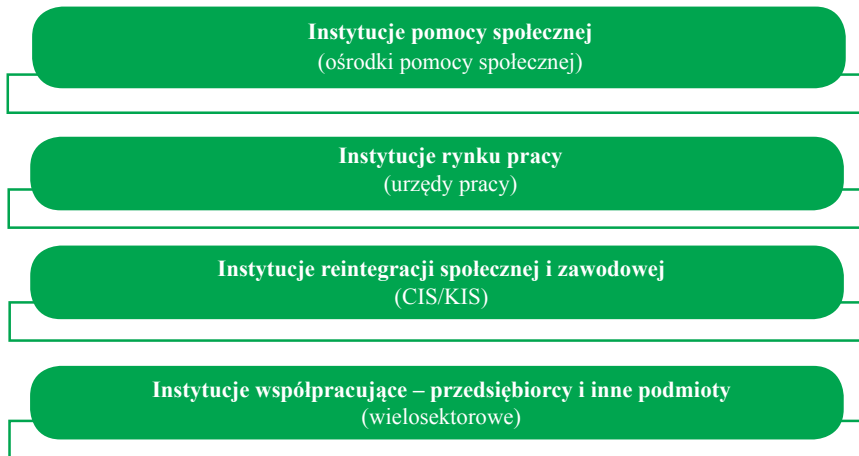 Instytucje pomocy społecznej
(ośrodki pomocy społecznej)
Instytucje rynku pracy
(urzędy pracy)
Instytucje reintegracji społecznej i zawodowej
(CIS/KIS)
Instytucje współpracujące – przedsiębiorcy i inne podmioty
(wielosektorowe)